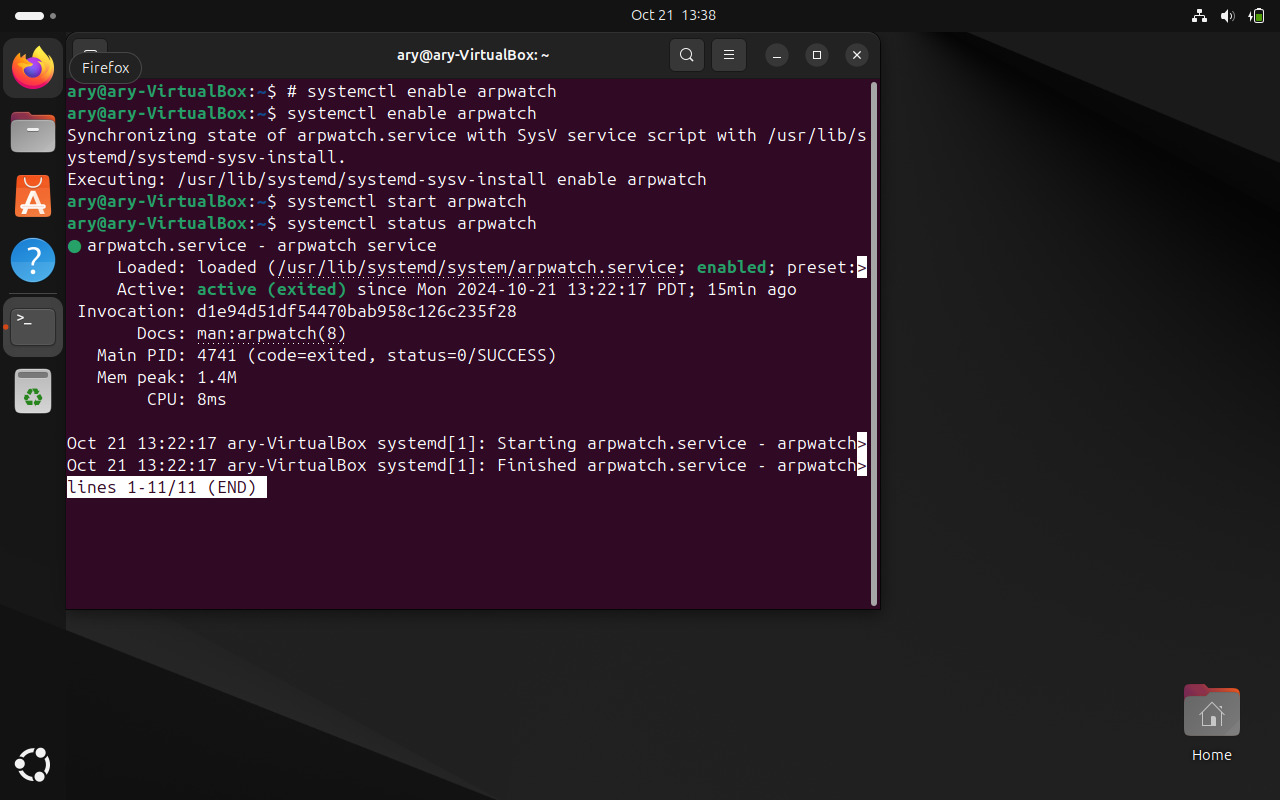 Oct 21 13:38
ary@ary-VirtualBox: ~
Firefox
ary@ary-VirtualBox:~$ # systemctl enable arpwatch
ary@ary-VirtualBox:~$ systemctl enable arpwatch
Synchronizing state of arpwatch.service with SysV service script with /usr/lib/s
ystemd/systemd-sysv-install.
Executing: /usr/lib/systemd/systemd-sysv-install enable arpwatch
ary@ary-VirtualBox:~$ systemctl start arpwatch
ary@ary-VirtualBox:~$ systemctl status arpwatch
● arpwatch.service - arpwatch service
Loaded: loaded (/usr/lib/systemd/system/arpwatch.service; enabled; preset:>
Active: active (exited) since Mon 2024-10-21 13:22:17 PDT; 15min ago
Invocation: d1e94d51df54470bab958c126c235f28
Docs: man:arpwatch(8)
Main PID: 4741 (code=exited, status=0/SUCCESS)
Mem peak: 1.4M
CPU: 8ms
Oct 21 13:22:17 ary-VirtualBox systemd[1]: Starting arpwatch.service - arpwatch>
Oct 21 13:22:17 ary-VirtualBox systemd[1]: Finished arpwatch.service - arpwatch>
lines 1-11/11 (END)
Home